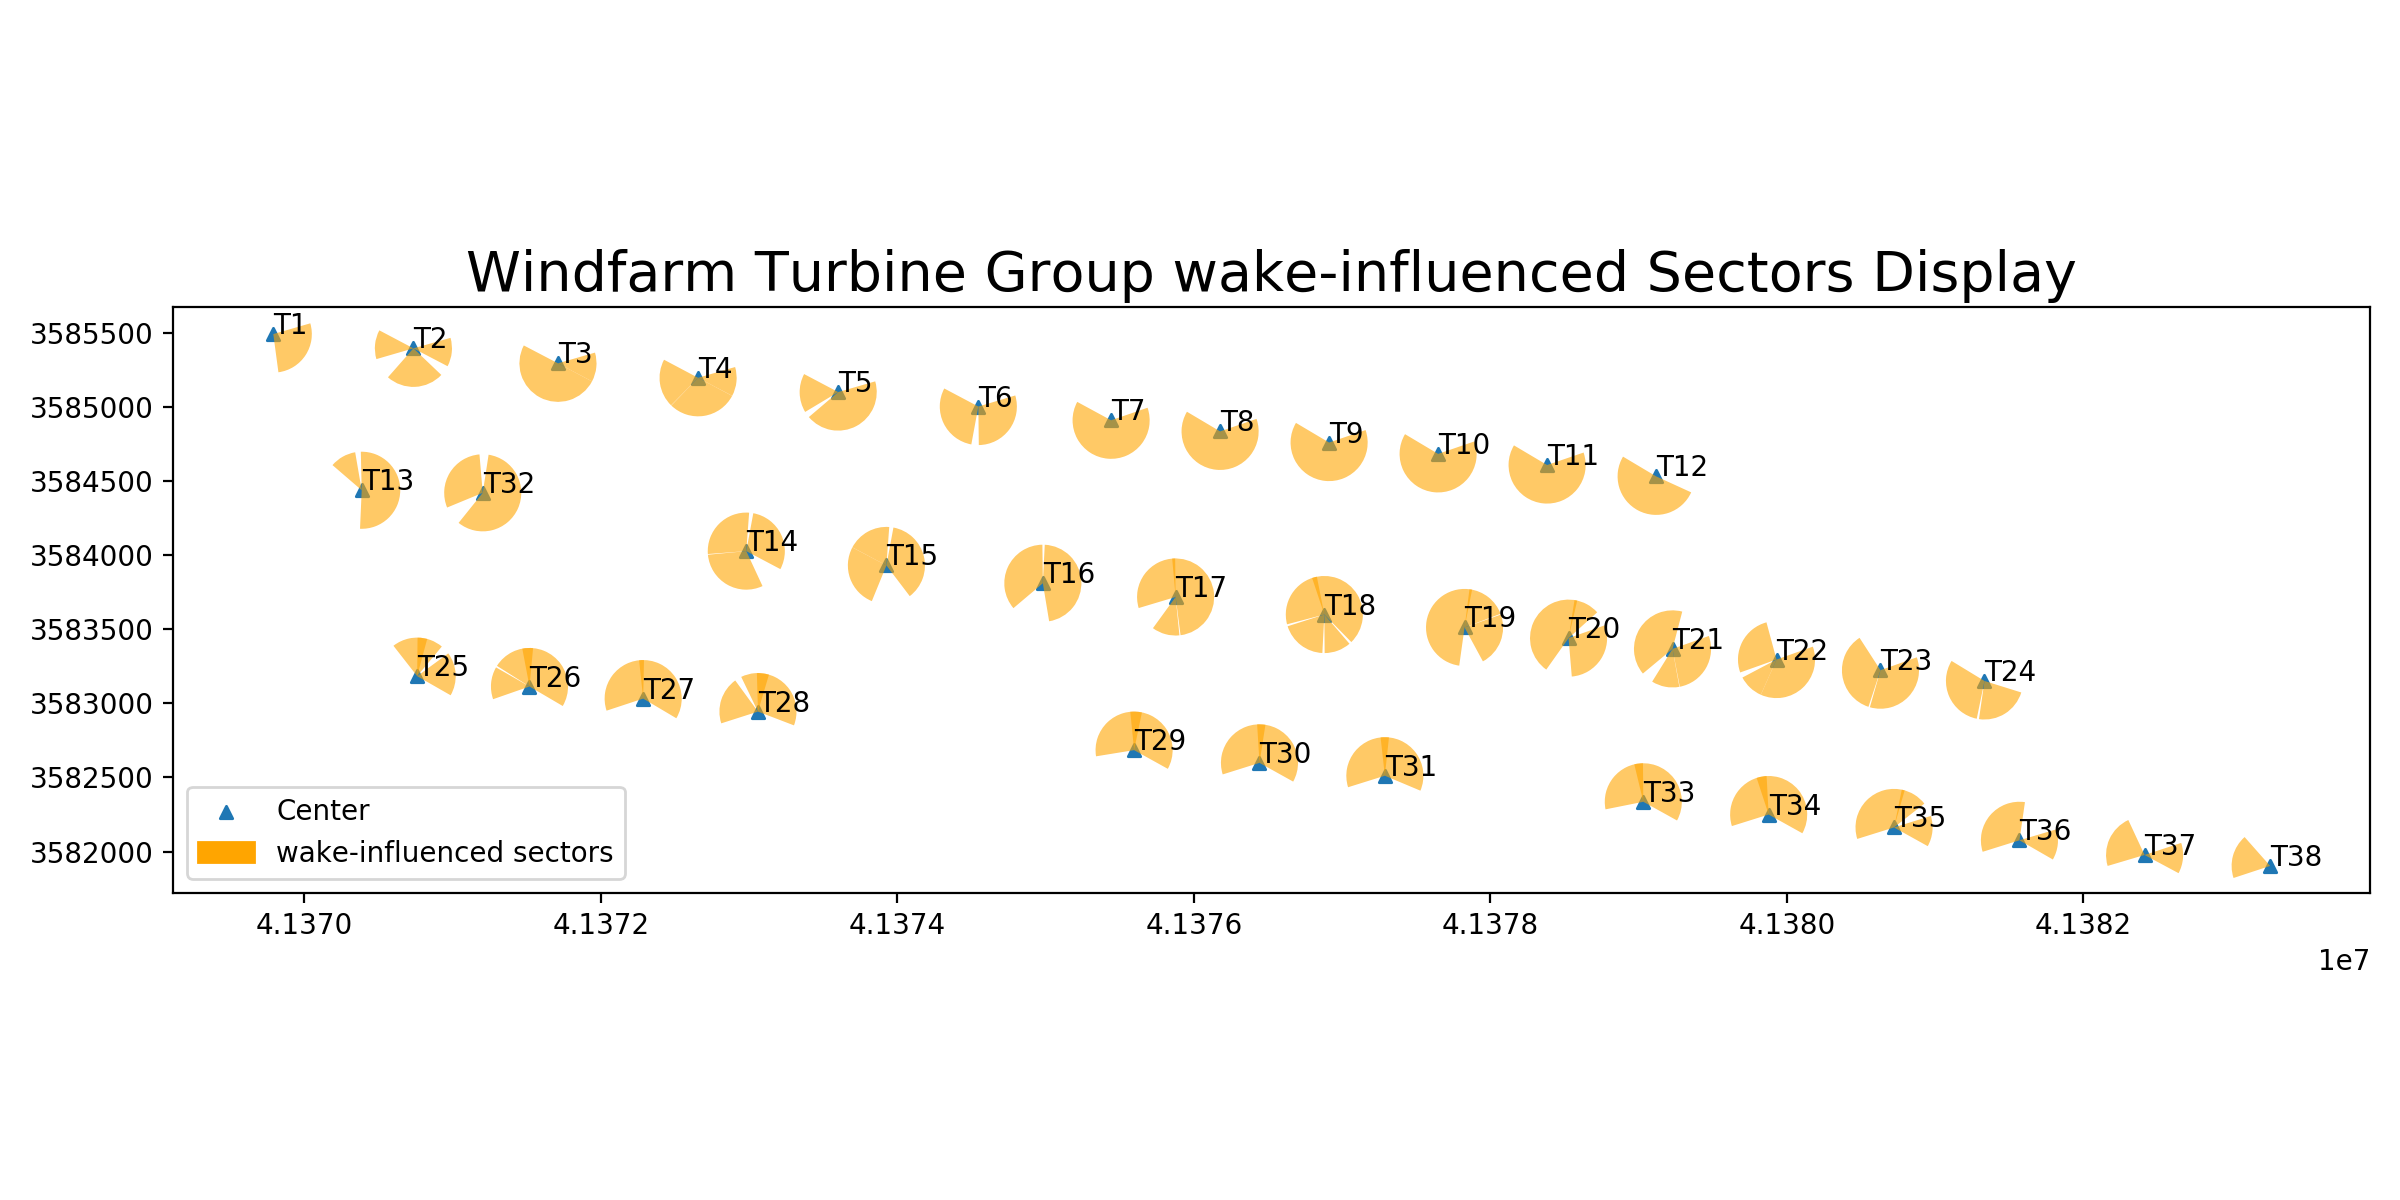 Windfarm Turbine Group wake-influenced Sectors Display
3585500
3585000
3584500
3584000
3583500
3583000
3582500
3582000
T1
T2
T3
T4
T5
T6
T7
T8
T9
T10
T11
T12
T13
T32
T14
T15
T16
T17
T18
T19
T20
T21
T22
T23
T24
T25
T26
T27
T28
T29
T30
T31
T33
T34
T35
T36
T37
T38
Center
wake-influenced sectors
4.1370 4.1372 4.1374 4.1376 4.1378 4.1380 4.1382
1e7